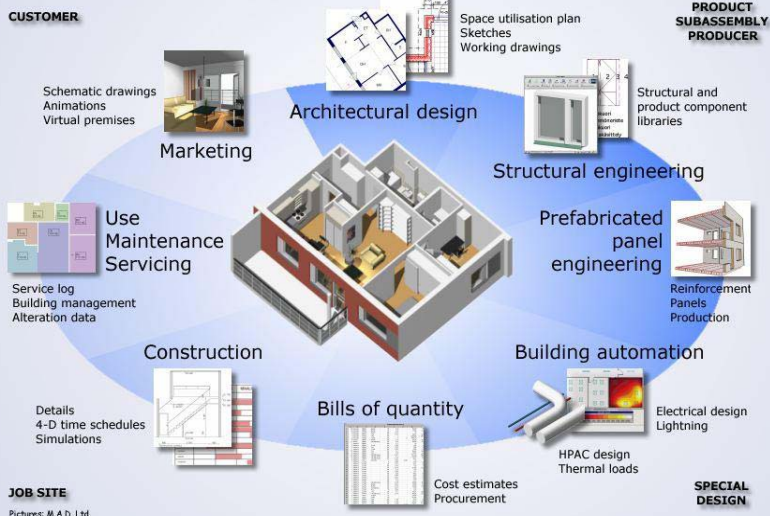 CUSTOMER
PRODUCT
SUBASSEMBLY
PRODUCER
Space utilisation plan
Sketches
Working drawings
Architectural design
Schematic drawings
Animations
Virtual premises
Marketing
Structural and
product component
libraries
Structural engineering
Use
Maintenance
Servicing
Service log
Building management
Alteration data
Prefabricated
panel
engineering
Reinforcement
Panels
Production
Construction
Details
4-D time schedules
Simulations
Bills of quantity
Cost estimates
Procurement
Building automation
Electrical design
Lightning
HPAC design
Thermal loads
JOB SITE
SPECIAL
DESIGN
Pictures: M.A.D. Ltd